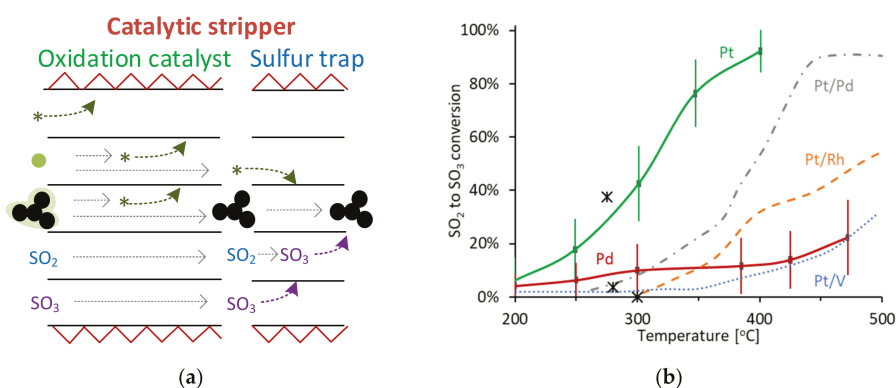 Catalytic stripper
Oxidation catalyst Sulfur trap
*
*
*
*
SO₂
SO₂
SO₃
SO₃
SO₃
(a)
SO₂ to SO₃ conversion
100%
80%
60%
40%
20%
0%
Pt
Pt/Pd
Pt/Rh
Pd
Pt/V
200
300
400
500
Temperature [°C]
(b)